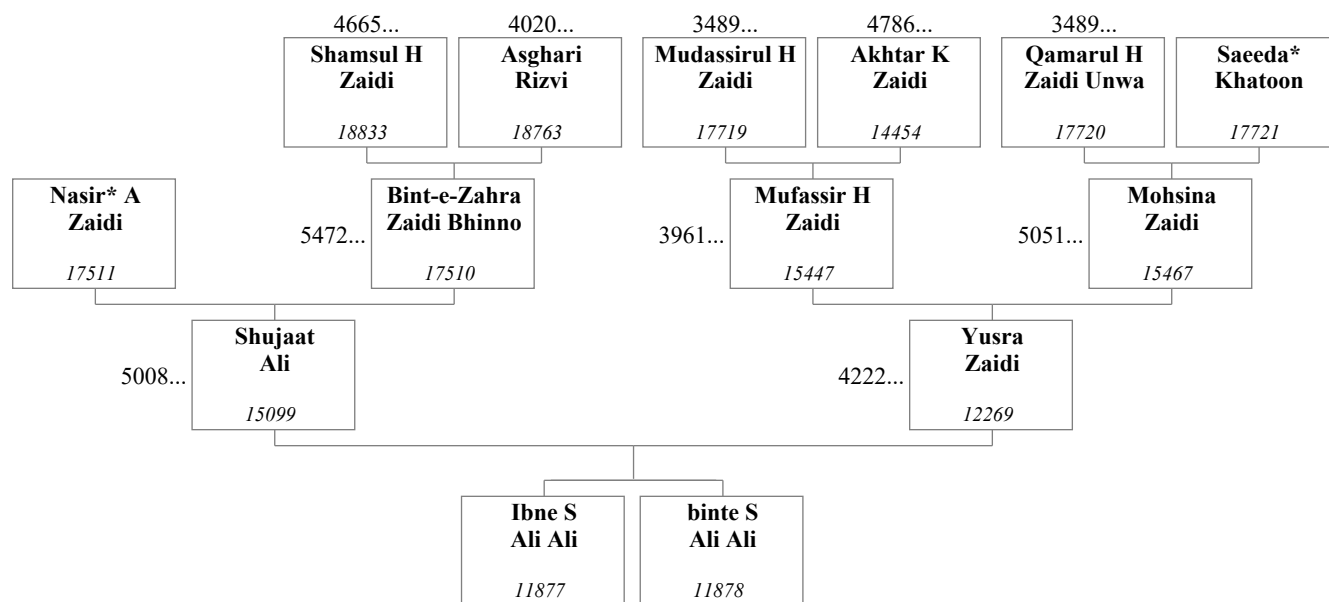 4665...
4020...
3489...
4786...
3489...
Shamsul H
Zaidi
18833
Asghari
Rizvi
18763
Mudassirul H
Zaidi
17719
Akhtar K
Zaidi
14454
Qamarul H
Zaidi Unwa
17720
Saeeda*
Khatoon
17721
Nasir* A
Zaidi
17511
5472...
Bint-e-Zahra
Zaidi Bhinno
17510
3961...
Mufassir H
Zaidi
15447
5051...
Mohsina
Zaidi
15467
5008...
Shujaat
Ali
15099
4222...
Yusra
Zaidi
12269
Ibne S
Ali Ali
11877
binte S
Ali Ali
11878